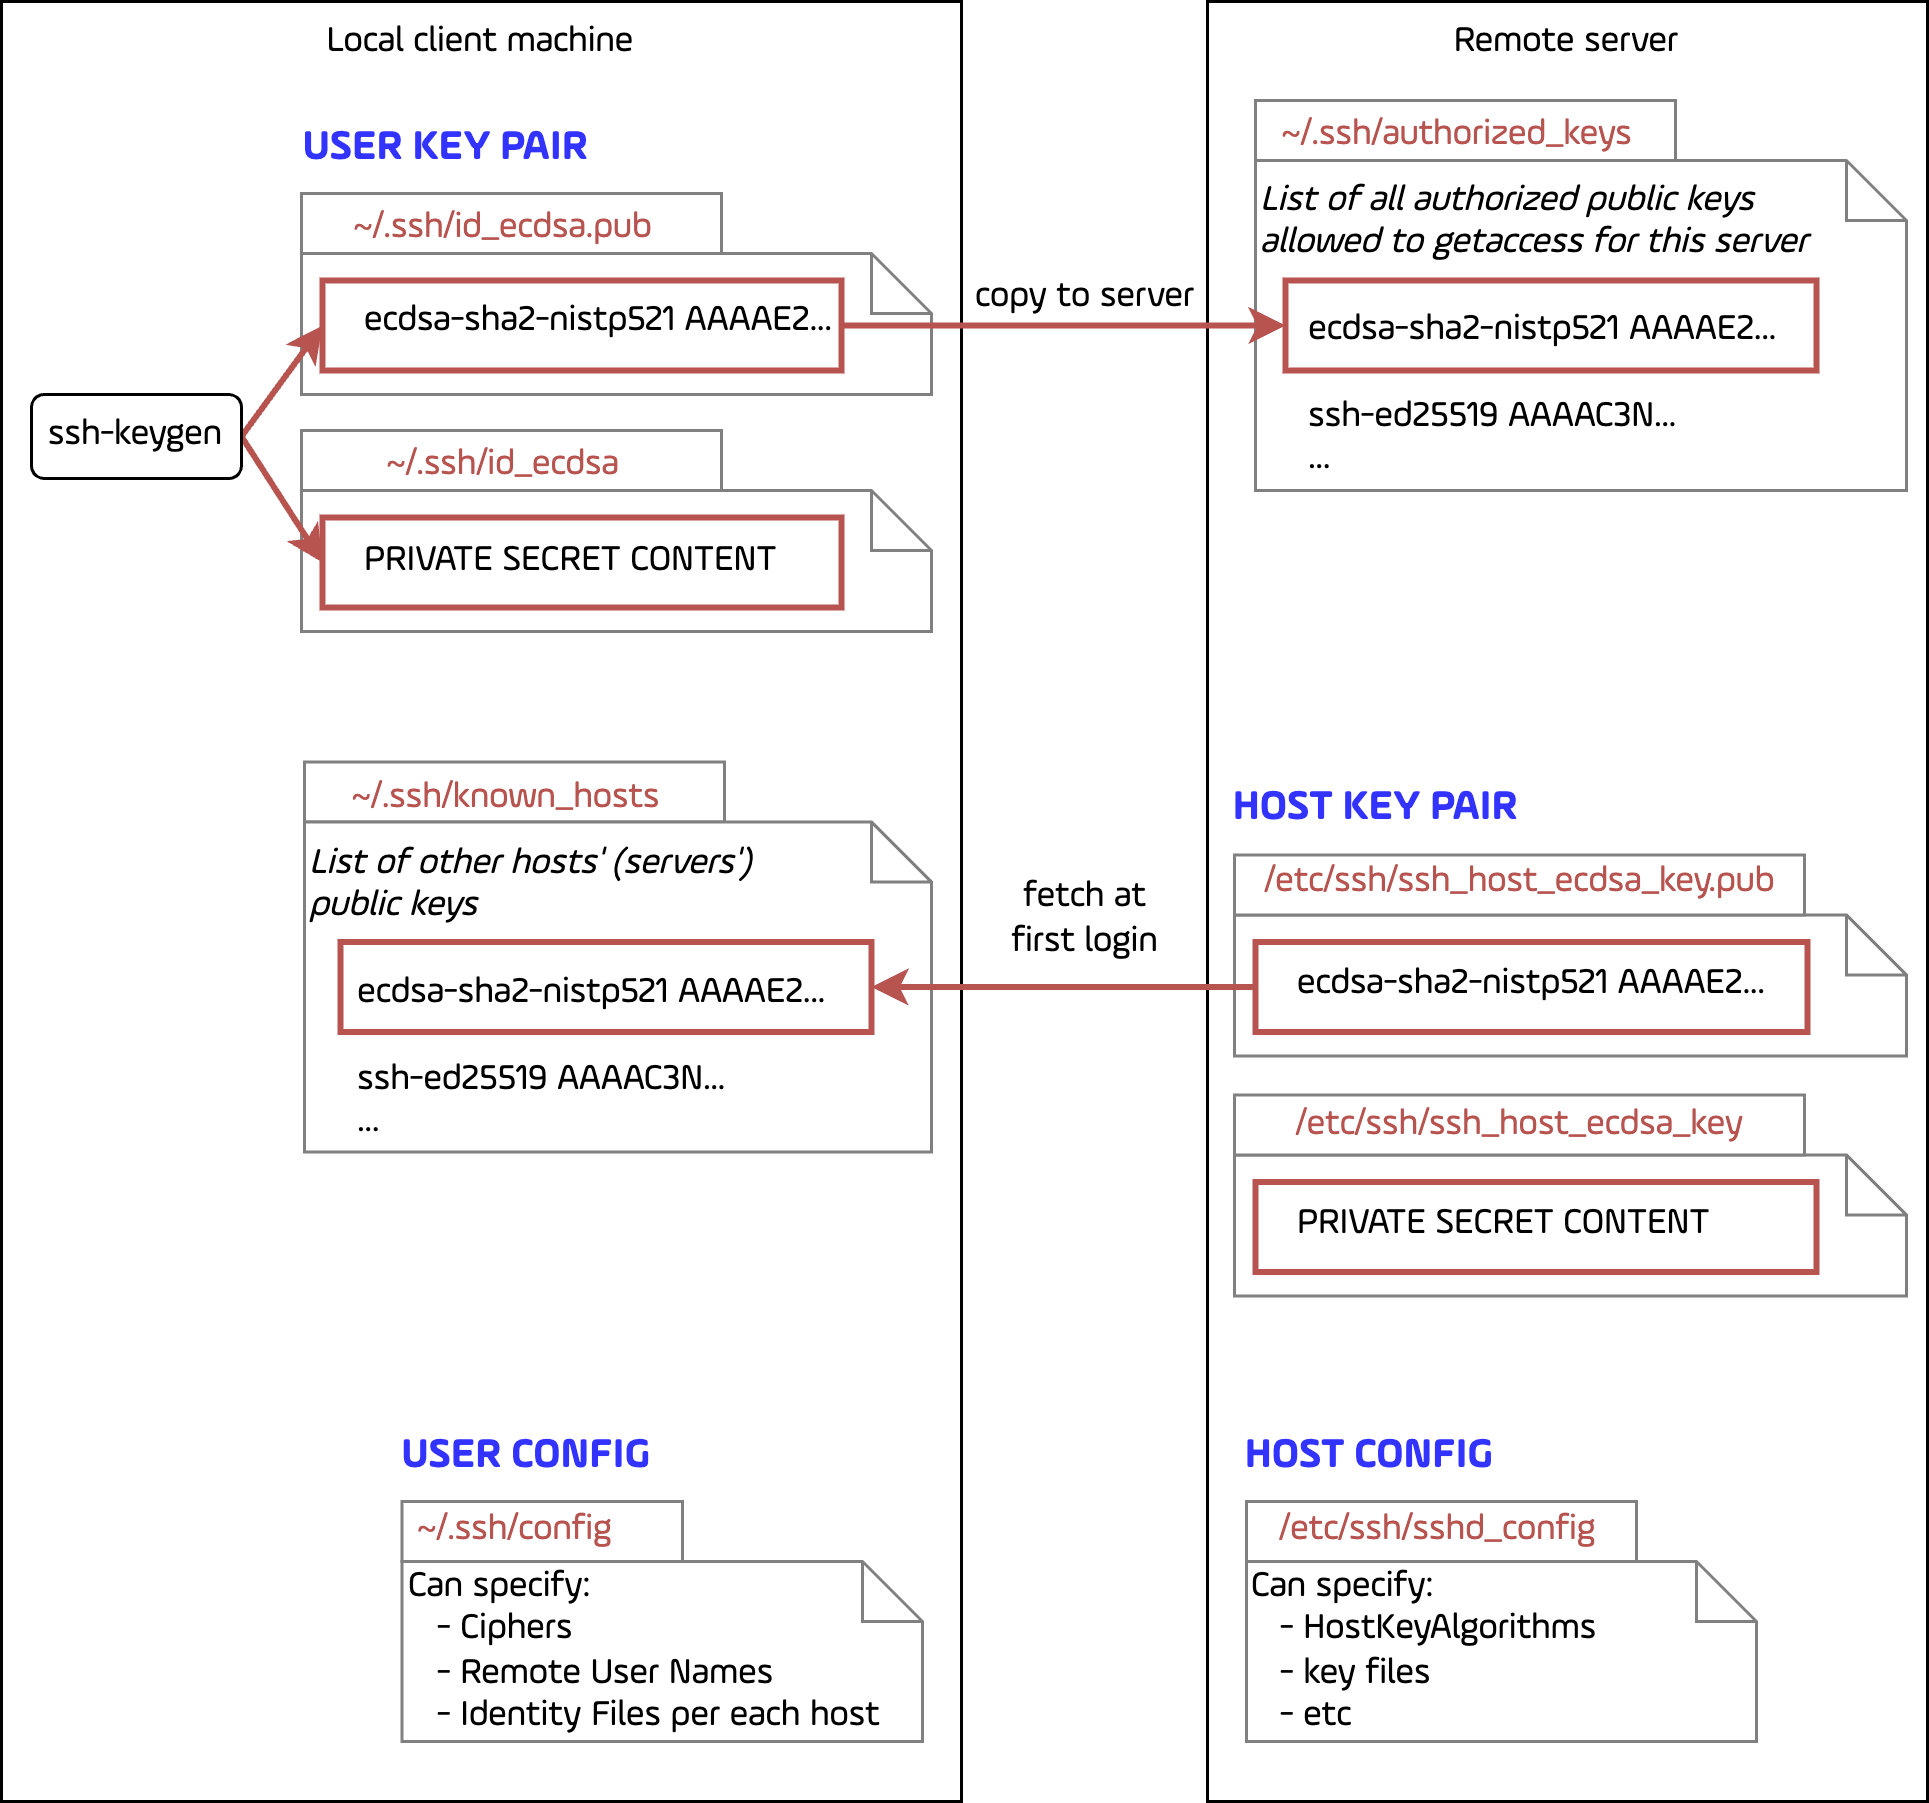 Local client machine
USER KEY PAIR
~/.ssh/id_ecdsa.pub
ecdsa-sha2-nistp521 AAAAE2...
ssh-keygen
~/.ssh/id_ecdsa
PRIVATE SECRET CONTENT
copy to server
Remote server
~/.ssh/authorized_keys
List of all authorized public keys
allowed to getaccess for this server
ecdsa-sha2-nistp521 AAAAE2...
ssh-ed25519 AAAAC3N...
...
~/.ssh/known_hosts
List of other hosts' (servers')
public keys
ecdsa-sha2-nistp521 AAAAE2...
ssh-ed25519 AAAAC3N...
...
fetch at
first login
HOST KEY PAIR
/etc/ssh/ssh_host_ecdsa_key.pub
ecdsa-sha2-nistp521 AAAAE2...
/etc/ssh/ssh_host_ecdsa_key
PRIVATE SECRET CONTENT
USER CONFIG
~/.ssh/config
Can specify:
- Ciphers
- Remote User Names
- Identity Files per each host
HOST CONFIG
/etc/ssh/sshd_config
Can specify:
- HostKeyAlgorithms
- key files
- etc